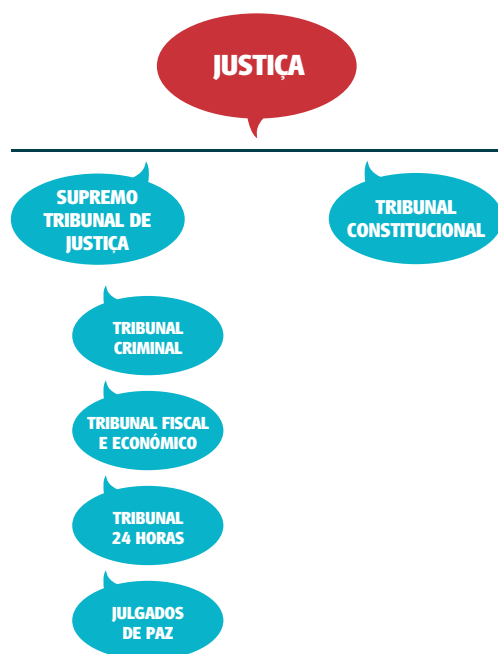 JUSTIÇA
SUPREMO
TRIBUNAL DE
JUSTIÇA
TRIBUNAL
CONSTITUCIONAL
TRIBUNAL
CRIMINAL
TRIBUNAL FISCAL
E ECONÓMICO
TRIBUNAL
24 HORAS
JULGADOS
DE PAZ